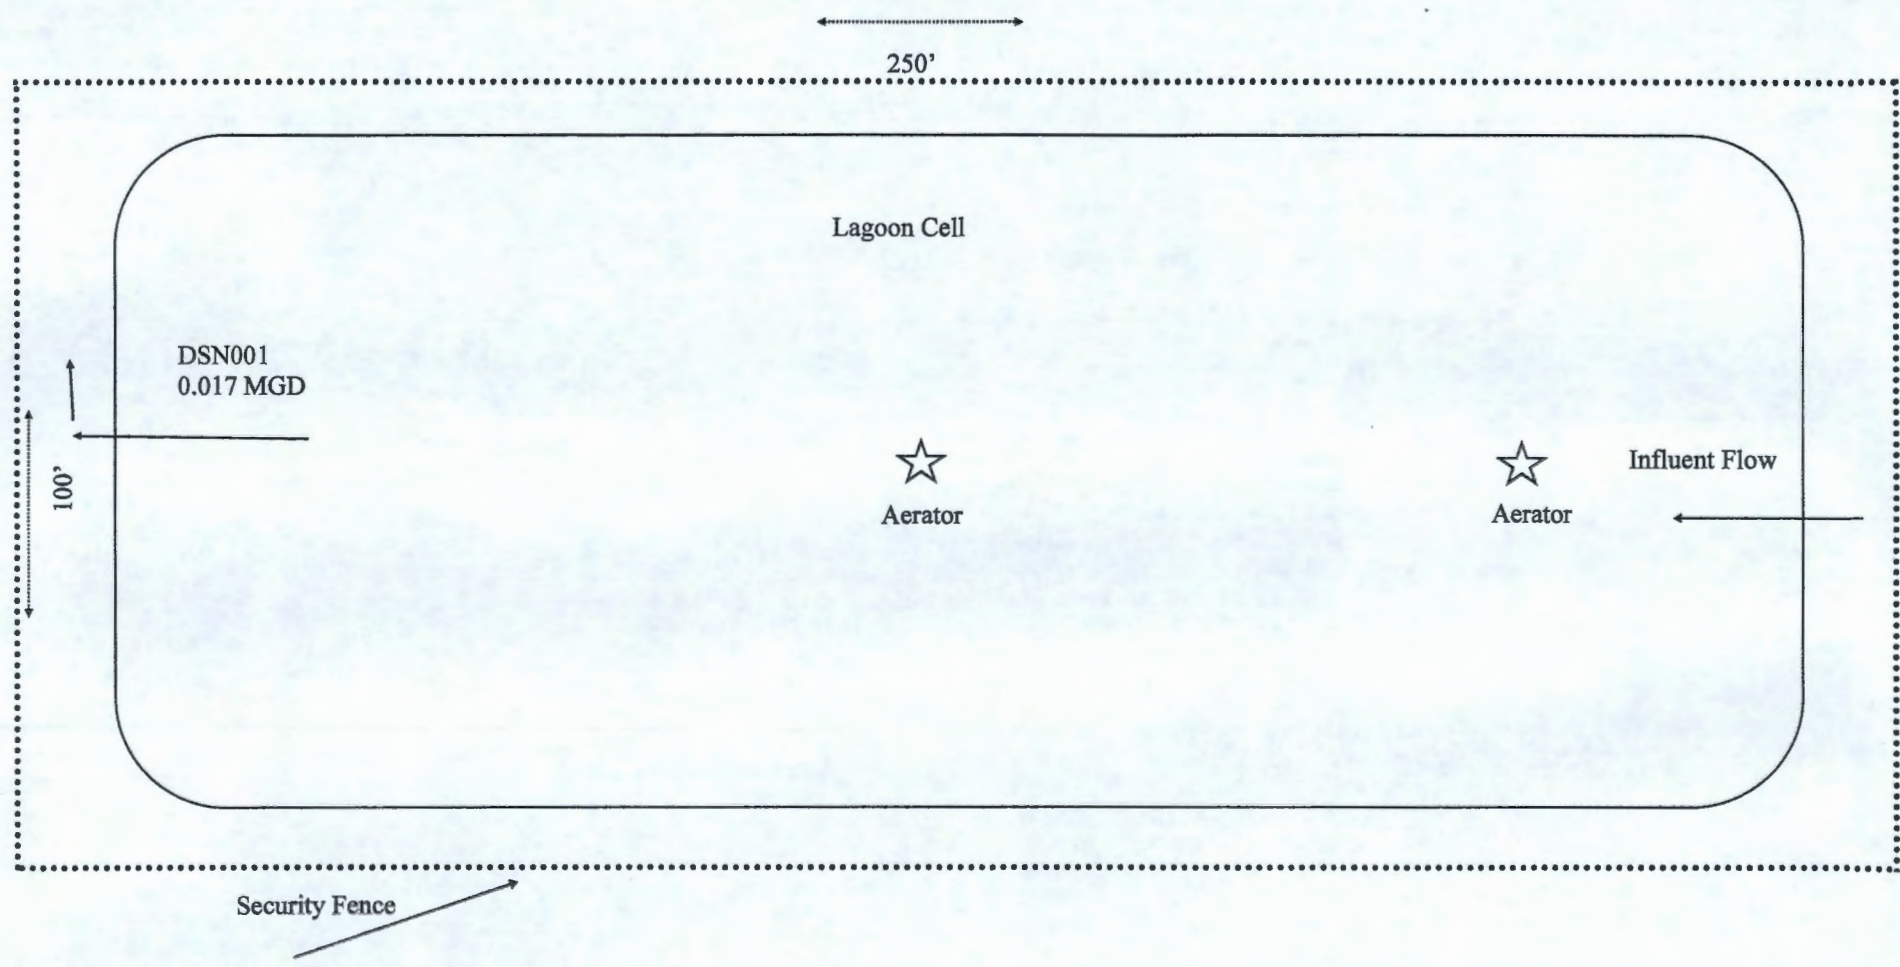 250’
Lagoon Cell
DSN001
0.017 MGD
100’
Aerator
Aerator
Influent Flow
Security Fence